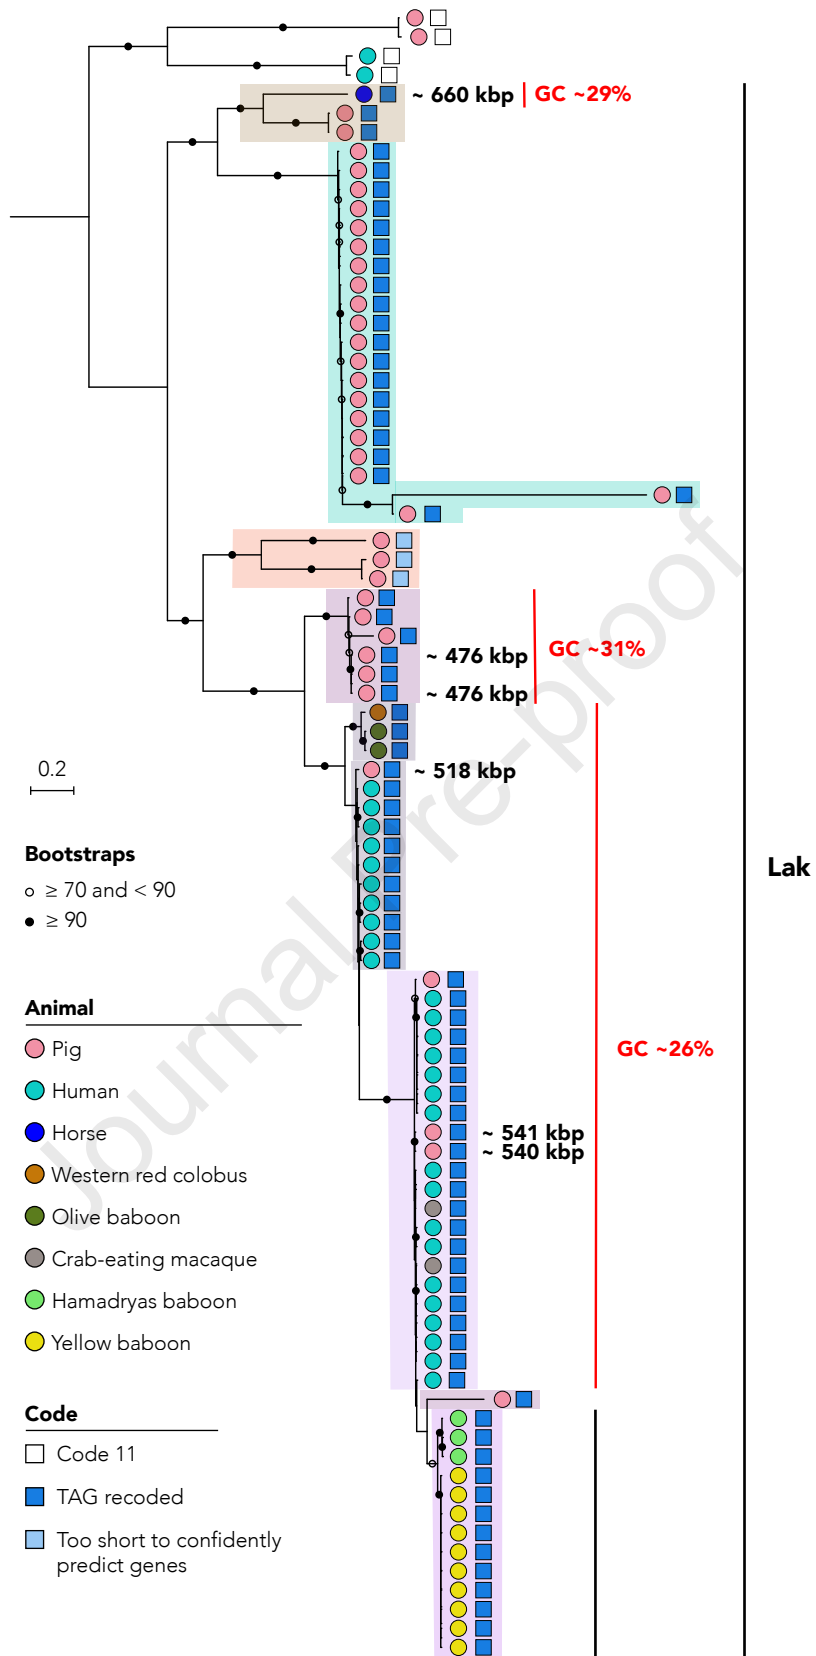 ~ 660 kbp
GC ~29%
~ 476 kbp
GC ~31%
~ 476 kbp
~ 518 kbp
0.2
Bootstraps
≥ 70 and < 90
≥ 90
Lak
Animal
Pig
Human
Horse
Western red colobus
Olive baboon
Crab-eating macaque
Hamadryas baboon
Yellow baboon
GC ~26%
~ 541 kbp
~ 540 kbp
Code
Code 11
TAG recoded
Too short to confidently
predict genes
Journal Pre-proof